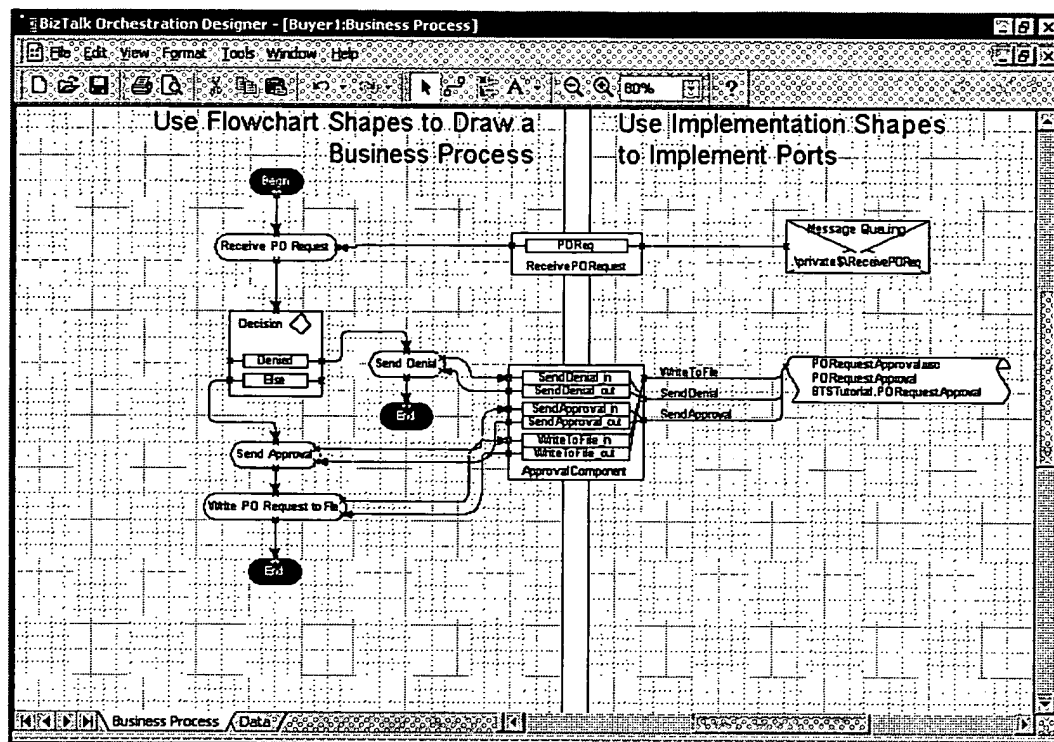 BizTalk Orchestration Designer - [Buyer1:Business Process]
File Edit View Format Tools Window Help
80%
Use Flowchart Shapes to Draw a
Business Process
Use Implementation Shapes
to Implement Ports
Begin
Receive PO Request
POReq
ReceivePORequest
Message Queuing
.\private$\ReceivePOReq
Decision
Denied
Else
Send Denial
End
SendDenial_in
SendDenial_out
SendApproval_in
SendApproval_out
WriteToFile_in
WriteToFile_out
ApprovalComponent
WriteToFile
SendDenial
SendApproval
PORequestApproval.wsc
PORequestApproval
BTSTutorial.PORequestApproval
Send Approval
Write PO Request to File
End
Business Process
Data